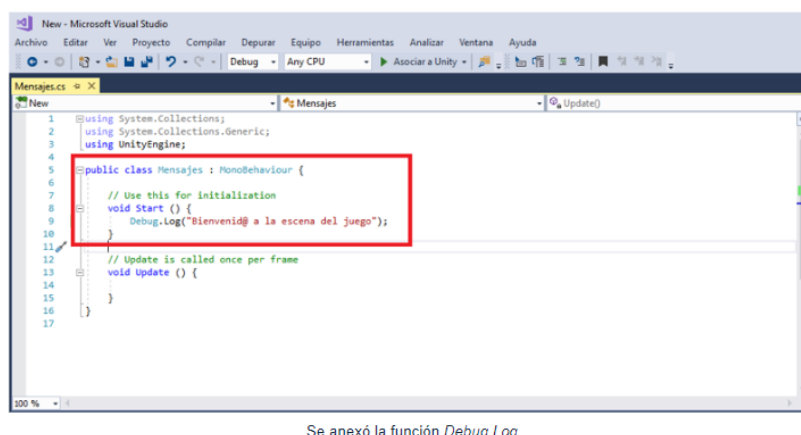 New - Microsoft Visual Studio
Archivo Editar Ver Proyecto Compilar Depurar Equipo Herramientas Analizar Ventana Ayuda
Debug Any CPU Asociar a Unity
Mensajes.cs
New Mensajes Update()
1 using System.Collections;
2 using System.Collections.Generic;
3 using UnityEngine;
4
5 public class Mensajes : MonoBehaviour {
6
7 // Use this for initialization
8 void Start () {
9 Debug.Log("Bienvenid@ a la escena del juego");
10 }
11
12 // Update is called once per frame
13 void Update () {
14
15 }
16 }
17
100 %
Se anexó la función Debug Log